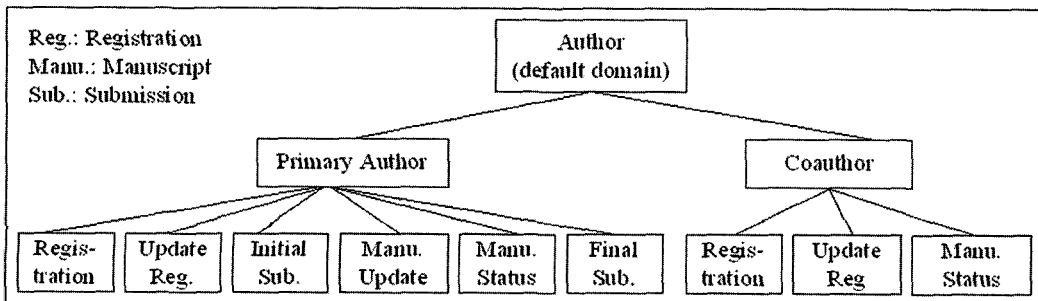 Reg.: Registration
Manu.: Manuscript
Sub.: Submission
Author
(default domain)
Primary Author
Coauthor
Regis-
tration
Update
Reg.
Initial
Sub.
Manu.
Update
Manu.
Status
Final
Sub.
Regis-
tration
Update
Reg
Manu.
Status